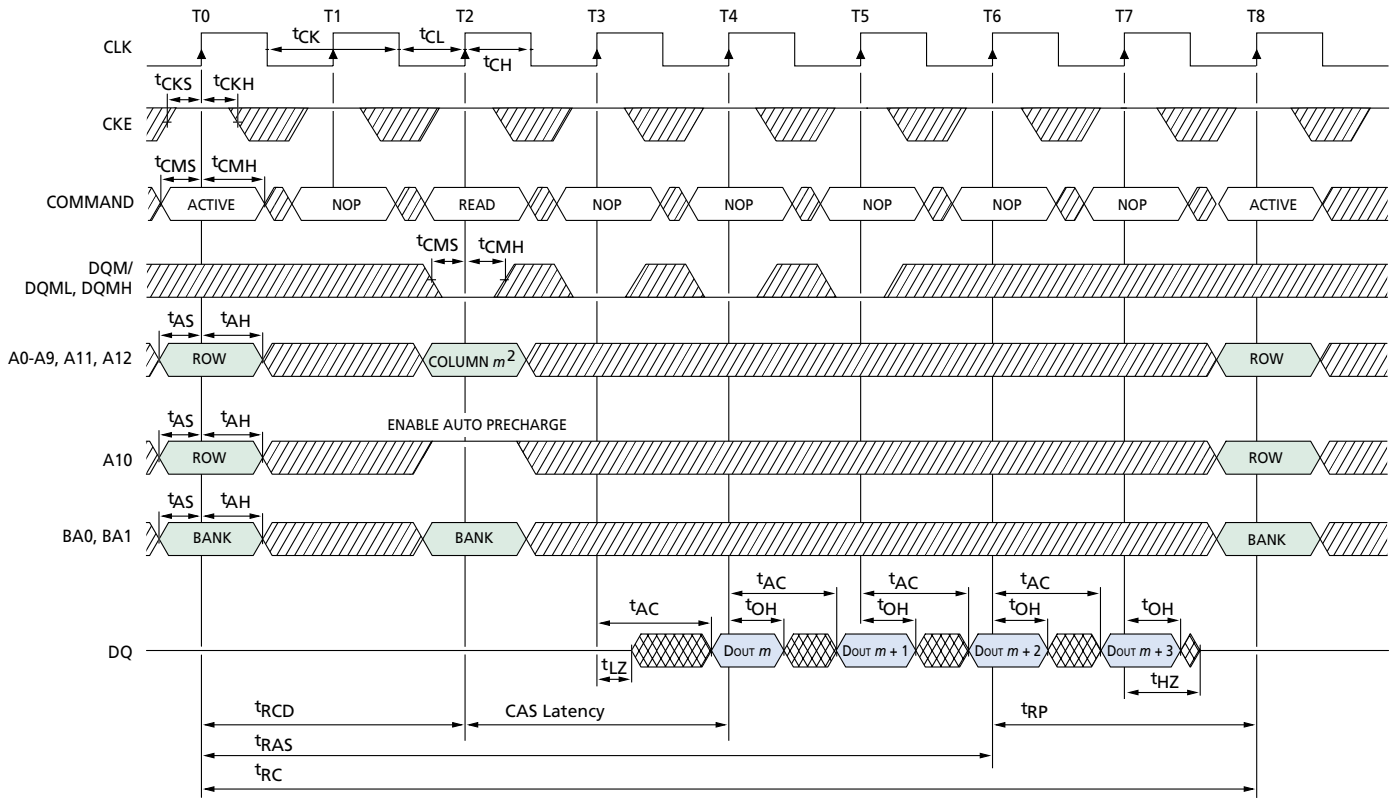 T0 T1 T2 T3 T4 T5 T6 T7 T8
CLK
tCK tCL
tCH
tCKS tCKH
CKE
tCMS tCMH
COMMAND ACTIVE NOP READ NOP NOP NOP NOP NOP ACTIVE
tCMS tCMH
DQM/
DQML, DQMH
tAS tAH
A0-A9, A11, A12 ROW COLUMN m2 ROW
tAS tAH
ENABLE AUTO PRECHARGE
A10 ROW ROW
tAS tAH
BA0, BA1 BANK BANK BANK
tAC tAC tAC tAC
tOH tOH tOH tOH
DQ DOUT m DOUT m + 1 DOUT m + 2 DOUT m + 3
tLZ tHZ
tRCD CAS Latency tRP
tRAS
tRC